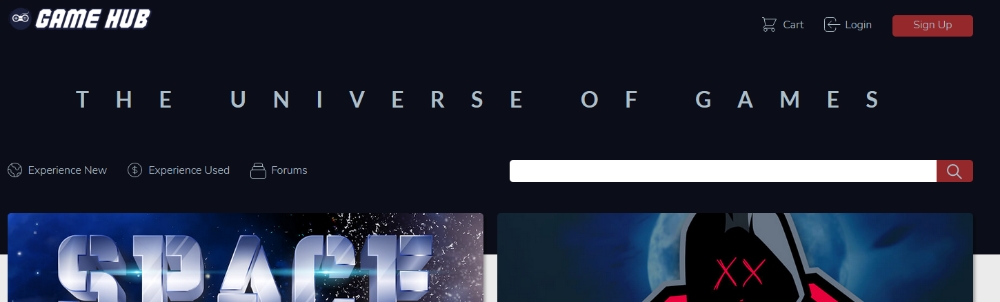 GAME HUB
Cart Login Sign Up
THE UNIVERSE OF GAMES
Experience New Experience Used Forums
SPACE
XX